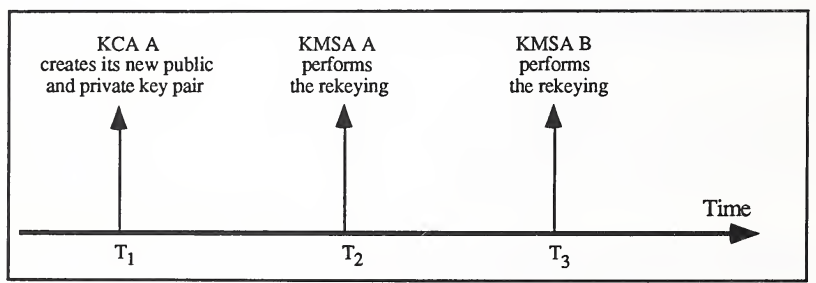 KCA A
creates its new public
and private key pair
KMSA A
performs
the rekeying
KMSA B
performs
the rekeying
Time
T1
T2
T3